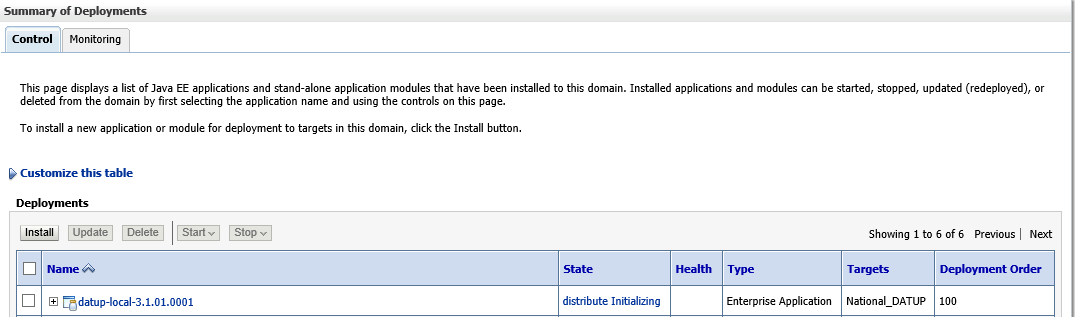 Summary of Deployments
Control Monitoring
This page displays a list of Java EE applications and stand-alone application modules that have been installed to this domain. Installed applications and modules can be started, stopped, updated (redeployed), or
deleted from the domain by first selecting the application name and using the controls on this page.
To install a new application or module for deployment to targets in this domain, click the Install button.
Customize this table
Deployments
Install Update Delete Start Stop Showing 1 to 6 of 6 Previous | Next
Name State Health Type Targets Deployment Order
datup-local-3.1.01.0001 distribute Initializing Enterprise Application National_DATUP 100